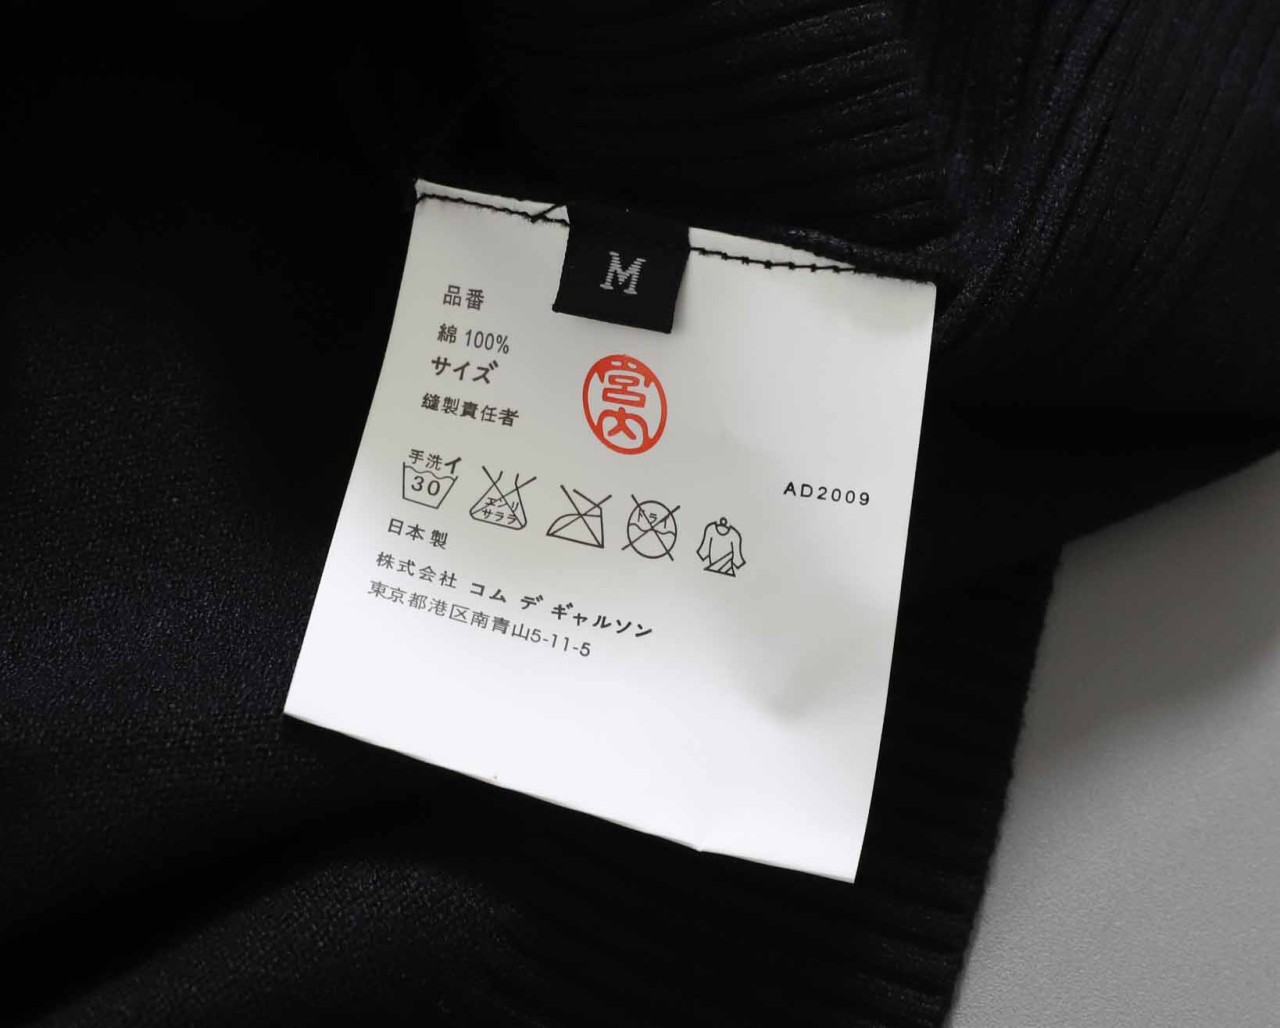 M
品番
綿 100%
サイズ
縫製責任者
宮内
手洗イ
30
エンソ
サララ
ドライ
AD2009
日本製
株式会社 コム デ ギャルソン
東京都港区南青山5-11-5